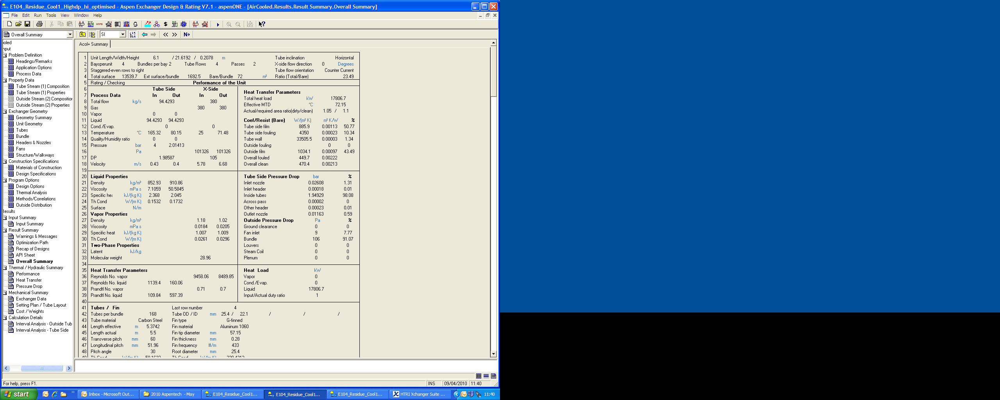 E104_Residue_Cool1_Highdp_hi_optimised - Aspen Exchanger Design & Rating V7.1 - aspenONE - [AirCooled.Results.Result Summary.Overall Summary]
File Edit Run Tools View Window Help
Overall Summary SI
Acol+ Summary
ooled
nput
Problem Definition
Headings/Remarks
Application Options
Process Data
Property Data
Tube Stream (1) Composition
Tube Stream (1) Properties
Outside Stream (2) Composition
Outside Stream (2) Properties
Exchanger Geometry
Geometry Summary
Unit Geometry
Tubes
Bundle
Headers & Nozzles
Fans
Structure/Walkways
Construction Specifications
Materials of Construction
Design Specifications
Program Options
Design Options
Thermal Analysis
Methods/Correlations
Outside Distribution
Results
Input Summary
Input Summary
Result Summary
Warnings & Messages
Optimization Path
Recap of Designs
API Sheet
Overall Summary
Thermal / Hydraulic Summary
Performance
Heat Transfer
Pressure Drop
Mechanical Summary
Exchanger Data
Setting Plan / Tube Layout
Cost / Weights
Calculation Details
Interval Analysis - Outside Tub
Interval Analysis - Tube Side
1 Unit Length/Width/Height 6.1 / 21.6192 / 0.2078 m Tube inclination Horizontal
2 Baysperunit 4 Bundles per bay 2 Tube Rows 4 Passes 2 X-side flow direction 0 Degrees
3 Staggered-even rows to right Tube flow orientation Counter Current
4 Total surface 13539.7 Ext surface/bundle 1692.5 Bare/Bundle 72 m² Ratio (Total/Bare) 23.49
5 Rating / Checking Performance of the Unit
6 Tube Side X-Side
Heat Transfer Parameters
7 Process Data In Out In Out
Total heat load kW 17806.7
8 Total flow kg/s 94.4293 380
Effective MTD °C 72.15
9 Gas 380 380
Actual/required area ratio(dirty/clean) 1.05 / 1.1
10 Vapor 0 0
11 Liquid 94.4293 94.4293 Coef/Resist (Bare) W/(m² K) m² K/W %
12 Cond./Evap. 0 0 Tube side film 885.9 0.00113 50.77
13 Temperature °C 165.32 80.15 25 71.48 Tube side fouling 4350 0.00023 10.34
14 Quality/Humidity ratio 0 0 Tube wall 33505.5 0.00003 1.34
15 Pressure bar 4 2.01413 Outside fouling 0 0
16 Pa 101326 101326 Outside film 1034.1 0.00097 43.49
17 DP 1.98587 105 Overall fouled 449.7 0.00222
18 Velocity m/s 0.43 0.4 5.78 6.68 Overall clean 470.4 0.00213
19
20 Liquid Properties Tube Side Pressure Drop bar %
21 Density kg/m³ 852.93 910.86 Inlet nozzle 0.02608 1.31
22 Viscosity mPa s 7.1059 50.5845 Inlet header 0.00018 0.01
23 Specific hea kJ/(kg K) 2.368 2.045 Inside tubes 1.94929 98.08
24 Th Cond W/(m K) 0.1532 0.1732 Across pass 0.00002 0
25 Surface N/m Other header 0.00023 0.01
26 Vapor Properties Outlet nozzle 0.01163 0.59
27 Density kg/m³ 1.18 1.02 Outside Pressure Drop Pa %
28 Viscosity mPa s 0.0184 0.0205 Ground clearance 0 0
29 Specific heat kJ/(kg K) 1.007 1.009 Fan inlet 9 7.77
30 Th Cond W/(m K) 0.0261 0.0296 Bundle 106 91.07
31 Two-Phase Properties Louvers 0 0
32 Latent kJ/kg Steam Coil 0 0
33 Molecular weight 28.96 Plenum 0 0
34
35 Heat Transfer Parameters Heat Load kW
36 Reynolds No. vapor 9458.06 8489.85 Vapor 0
37 Reynolds No. liquid 1139.4 160.06 Cond./Evap. 0
38 Prandtl No. vapor 0.71 0.7 Liquid 17806.7
39 Prandtl No. liquid 109.84 597.39 Input/Actual duty ratio 1
40
41 Tubes / Fin Last row number 4
42 Tubes per bundle 168 Tube OD / ID mm 25.4 / 22.1 / / /
43 Tube material Carbon Steel Fin type G-finned
44 Length effective m 5.3742 Fin material Aluminum 1060
45 Length actual m 5.5 Fin tip diameter mm 57.15
46 Transverse pitch mm 60 Fin thickness mm 0.28
47 Longitudinal pitch mm 51.96 Fin frequency #/m 433
48 Pitch angle 30 Root diameter mm 25.4
For help, press F1. INS 09/04/2010 11:40
start Inbox - Microsoft Out... 2010 Aspentech - May E104_Residue_Cool1... E104_Residue_Cool1... E104_Residue_Cool1... HTRI Xchanger Suite ... 11:40